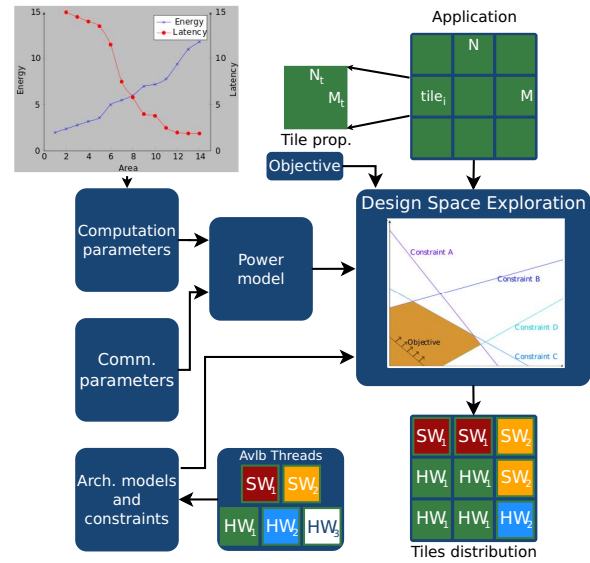 15
10
5
0
Energy
Energy
Latency
15
10
5
0
Latency
0
2
4
6
8
10
12
14
Area
Application
N
tile_i
M
N_t
M_t
Tile prop.
Objective
Design Space Exploration
Constraint A
Constraint B
Constraint D
Constraint C
Objective
Computation
parameters
Power
model
Comm.
parameters
Arch. models
and
constraints
Avlb Threads
SW_1 SW_2
HW_1 HW_2 HW_3
SW_1 SW_1 SW_2
HW_1 HW_1 SW_2
HW_1 HW_1 HW_2
Tiles distribution